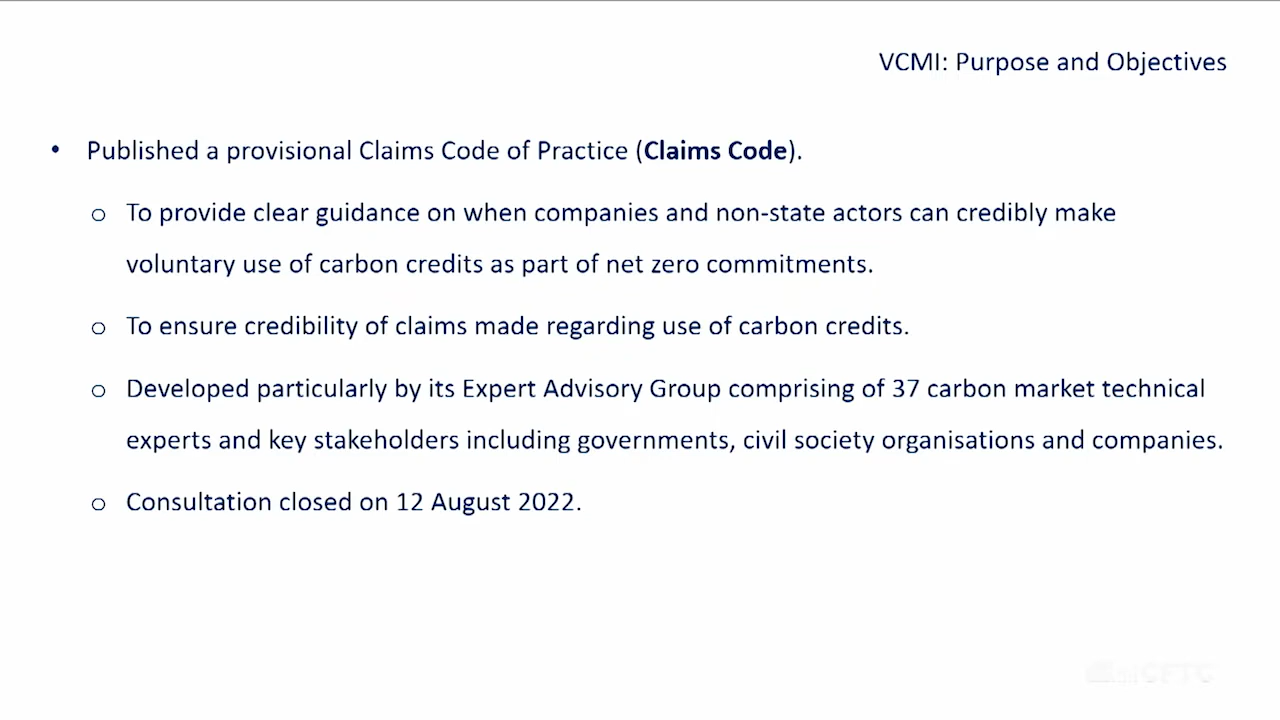 VCMI: Purpose and Objectives
• Published a provisional Claims Code of Practice (Claims Code).
o To provide clear guidance on when companies and non-state actors can credibly make
voluntary use of carbon credits as part of net zero commitments.
o To ensure credibility of claims made regarding use of carbon credits.
o Developed particularly by its Expert Advisory Group comprising of 37 carbon market technical
experts and key stakeholders including governments, civil society organisations and companies.
o Consultation closed on 12 August 2022.
CFTC